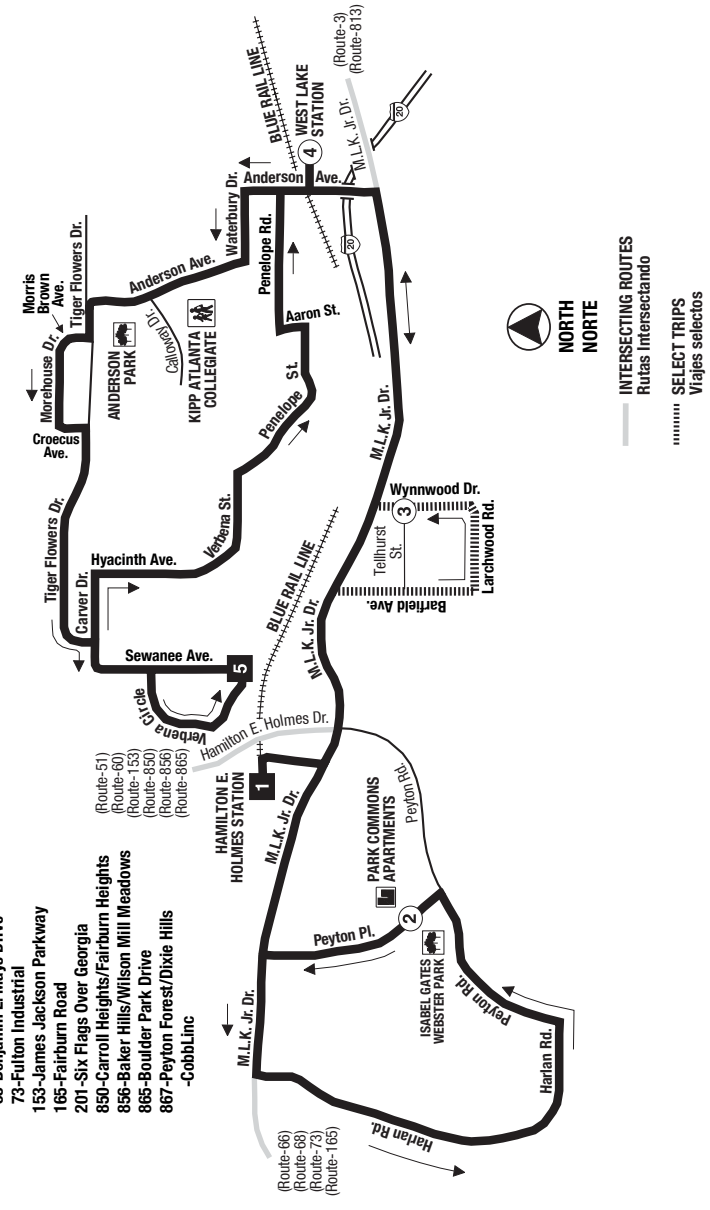 73-Fulton Industrial
153-James Jackson Parkway
165-Fairburn Road
201-Six Flags Over Georgia
850-Carroll Heights/Fairburn Heights
856-Baker Hills/Wilson Mill Meadows
865-Boulder Park Drive
867-Peyton Forest/Dixie Hills
-CobbLinc
(Route-66)
(Route-68)
(Route-73)
(Route-165)
M.L.K. Jr. Dr.
Harlan Rd.
Harlan Rd.
Peyton Rd.
ISABEL GATES
WEBSTER PARK
2
Peyton Pl.
PARK COMMONS
APARTMENTS
Peyton Rd.
M.L.K. Jr. Dr.
HAMILTON E.
HOLMES STATION
1
Hamilton E. Holmes Dr.
(Route-51)
(Route-60)
(Route-153)
(Route-850)
(Route-856)
(Route-865)
Verbena Circle
5
Sewanee Ave.
Carver Dr.
Tiger Flowers Dr.
Hyacinth Ave.
Verbena St.
BLUE RAIL LINE
M.L.K. Jr. Dr.
Barfield Ave.
Tellhurst
St.
3
Wynnwood Dr.
Larchwood Rd.
M.L.K. Jr. Dr.
Penelope
St.
Aaron St.
Penelope Rd.
Croecus
Ave.
Morehouse Dr.
Morris
Brown
Ave.
Tiger Flowers Dr.
ANDERSON
PARK
Calloway Dr.
KIPP ATLANTA
COLLEGIATE
Anderson Ave.
Waterbury Dr.
Anderson Ave.
BLUE RAIL LINE
4
WEST LAKE
STATION
20
20
M.L.K. Jr. Dr.
(Route-3)
(Route-813)
NORTH
NORTE
INTERSECTING ROUTES
Rutas Intersectando
SELECT TRIPS
Viajes selectos